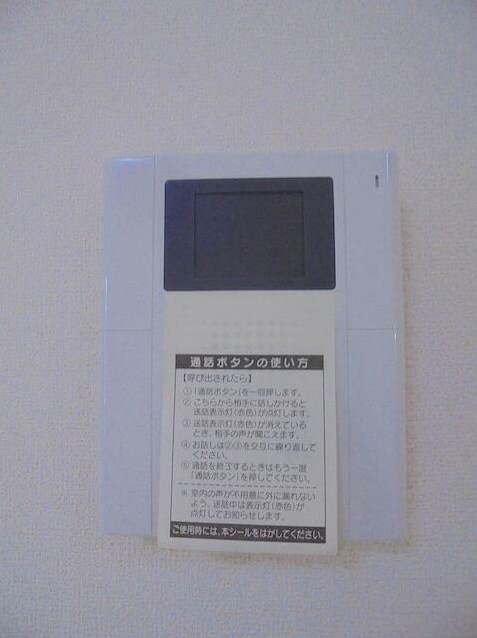 通話ボタンの使い方
【呼び出されたら】
①「通話ボタン」を一回押します。
② こちらから相手に話しかけると
送話表示灯(赤色)が点灯します。
③ 送話表示灯(赤色)が消えている
とき、相手の声が聞こえます。
④ お話しは②③を交互に繰り返して
ください。
⑤ 通話を終了するときはもう一度
「通話ボタン」を押してください。
※ 室内の声が不用意に外に漏れない
よう、送話中は表示灯(赤色)が
点灯してお知らせします。
ご使用時には、本シールをはがしてください。